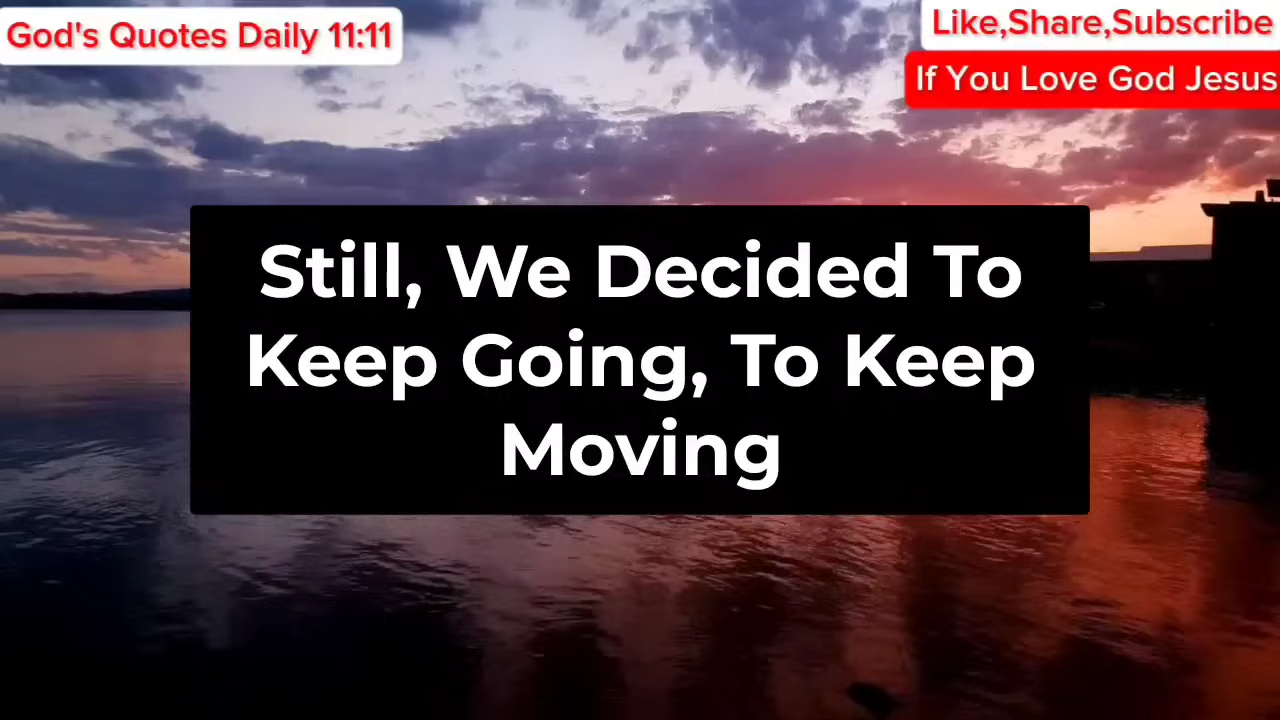 God's Quotes Daily 11:11
Like,Share,Subscribe
If You Love God Jesus
Still, We Decided To
Keep Going, To Keep
Moving